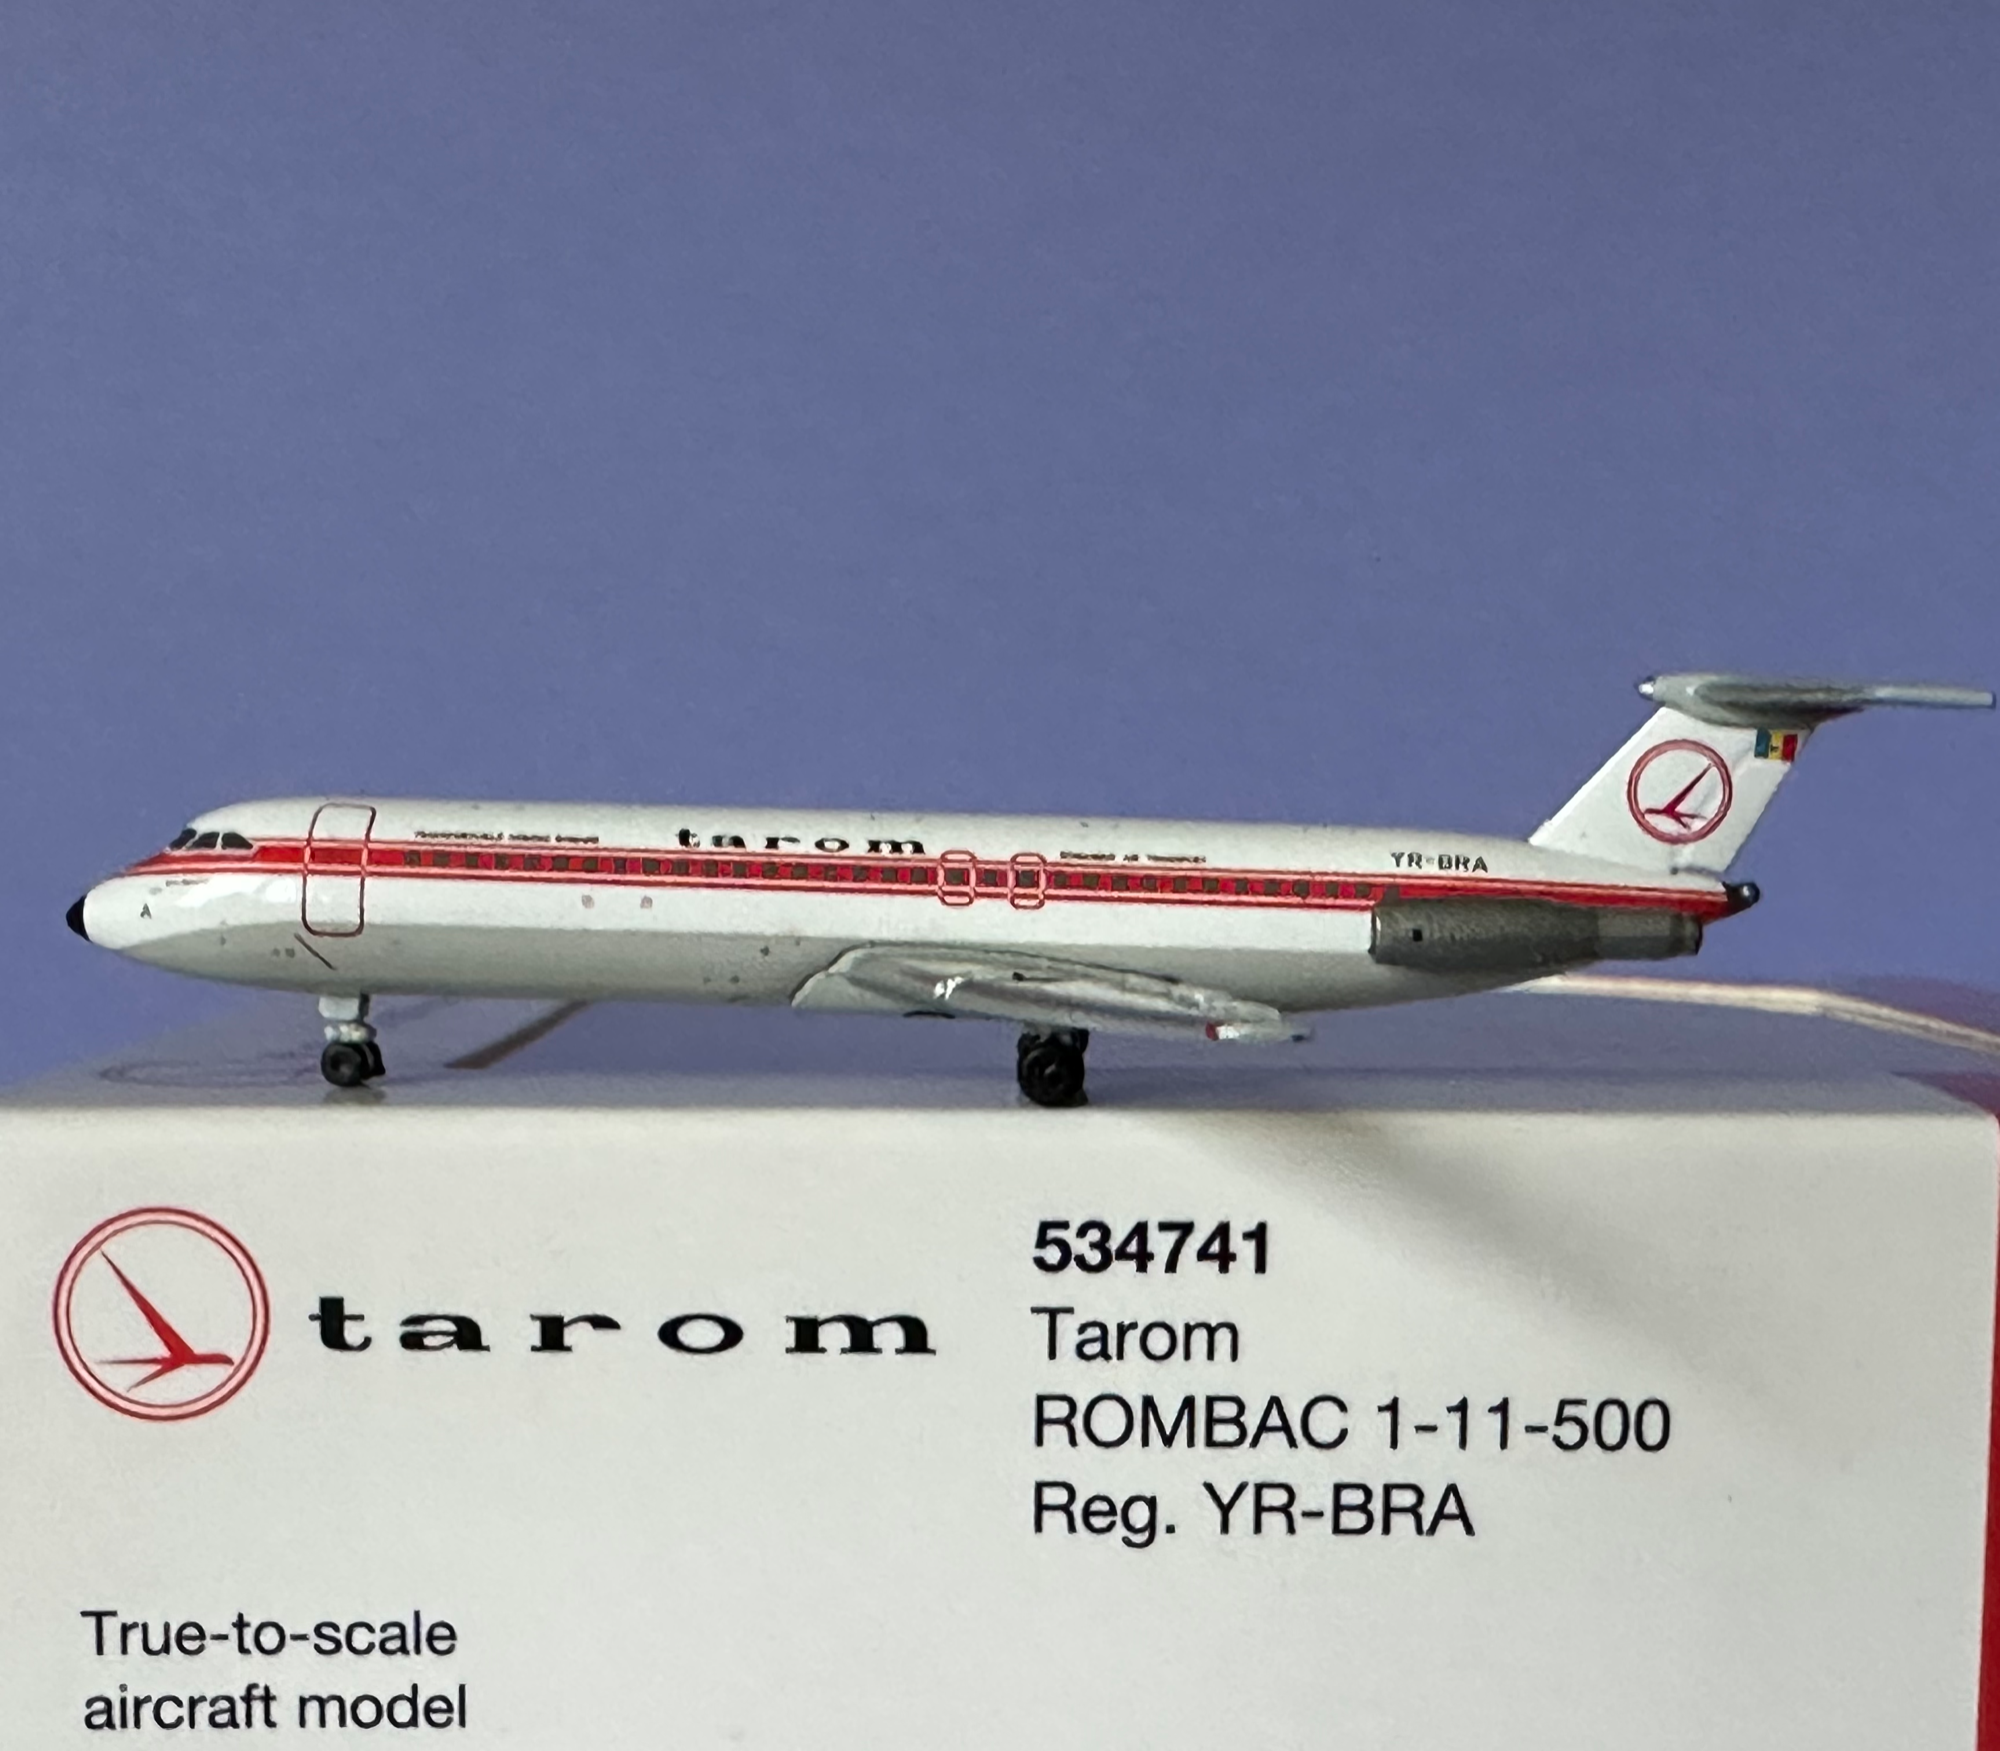 tarom
YR-BRA
A
tarom
534741
Tarom
ROMBAC 1-11-500
Reg. YR-BRA
True-to-scale
aircraft model